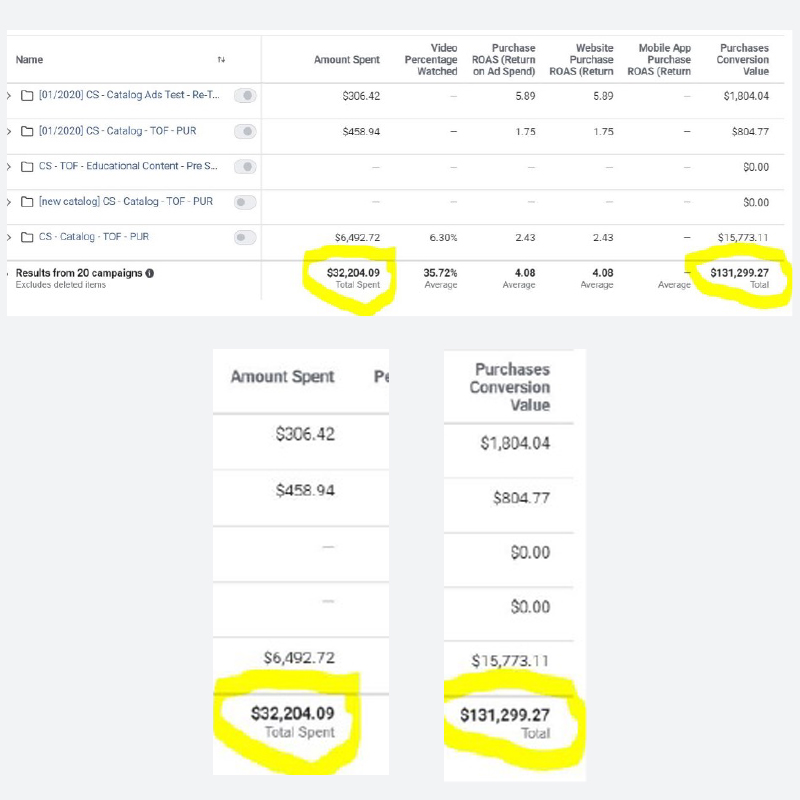 Name Amount Spent Video Percentage Watched Purchase ROAS (Return on Ad Spend) Website Purchase ROAS (Return Mobile App Purchase ROAS (Return Purchases Conversion Value
[01/2020] CS - Catalog Ads Test - Re-T... $306.42 — 5.89 5.89 — $1,804.04
[01/2020] CS - Catalog - TOF - PUR $458.94 — 1.75 1.75 — $804.77
CS - TOF - Educational Content - Pre S... — — — — — $0.00
[new catalog] CS - Catalog - TOF - PUR — — — — — $0.00
CS - Catalog - TOF - PUR $6,492.72 6.30% 2.43 2.43 — $15,773.11
Results from 20 campaigns $32,204.09 35.72% 4.08 4.08 — $131,299.27
Excludes deleted items Total Spent Average Average Average Average Total
Amount Spent Pe
$306.42
$458.94
—
—
$6,492.72
$32,204.09
Total Spent
Purchases
Conversion
Value
$1,804.04
$804.77
$0.00
$0.00
$15,773.11
$131,299.27
Total